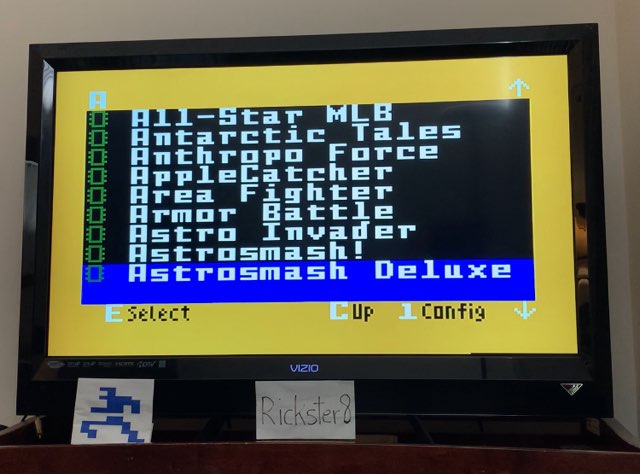 A
All-Star MLB
Antarctic Tales
Anthropo Force
AppleCatcher
Area Fighter
Armor Battle
Astro Invader
Astrosmash!
Astrosmash Deluxe
E Select C Up 1 Config
VIZIO
Rickster8